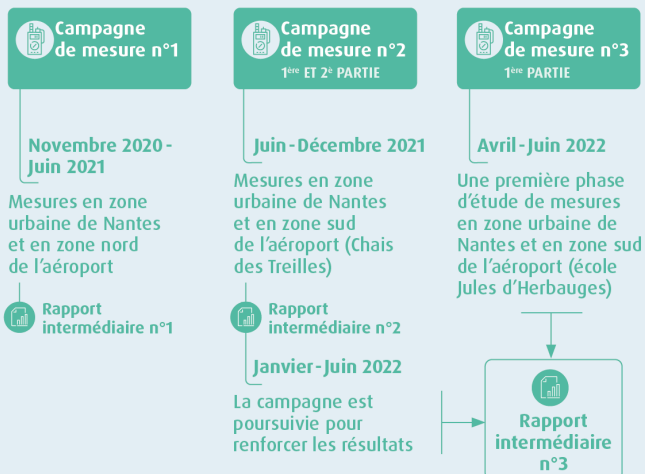 Campagne
de mesure n°1
Novembre 2020-
Juin 2021
Mesures en zone
urbaine de Nantes
et en zone nord
de l'aéroport
Rapport
intermédiaire n°1
Campagne
de mesure n°2
1ère ET 2è PARTIE
Juin-Décembre 2021
Mesures en zone
urbaine de Nantes
et en zone sud
de l'aéroport (Chais
des Treilles)
Rapport
intermédiaire n°2
Janvier-Juin 2022
La campagne est
poursuivie pour
renforcer les résultats
Campagne
de mesure n°3
1ère PARTIE
Avril-Juin 2022
Une première phase
d'étude de mesures
en zone urbaine de
Nantes et en zone sud
de l'aéroport (école
Jules d'Herbauges)
Rapport
intermédiaire
n°3